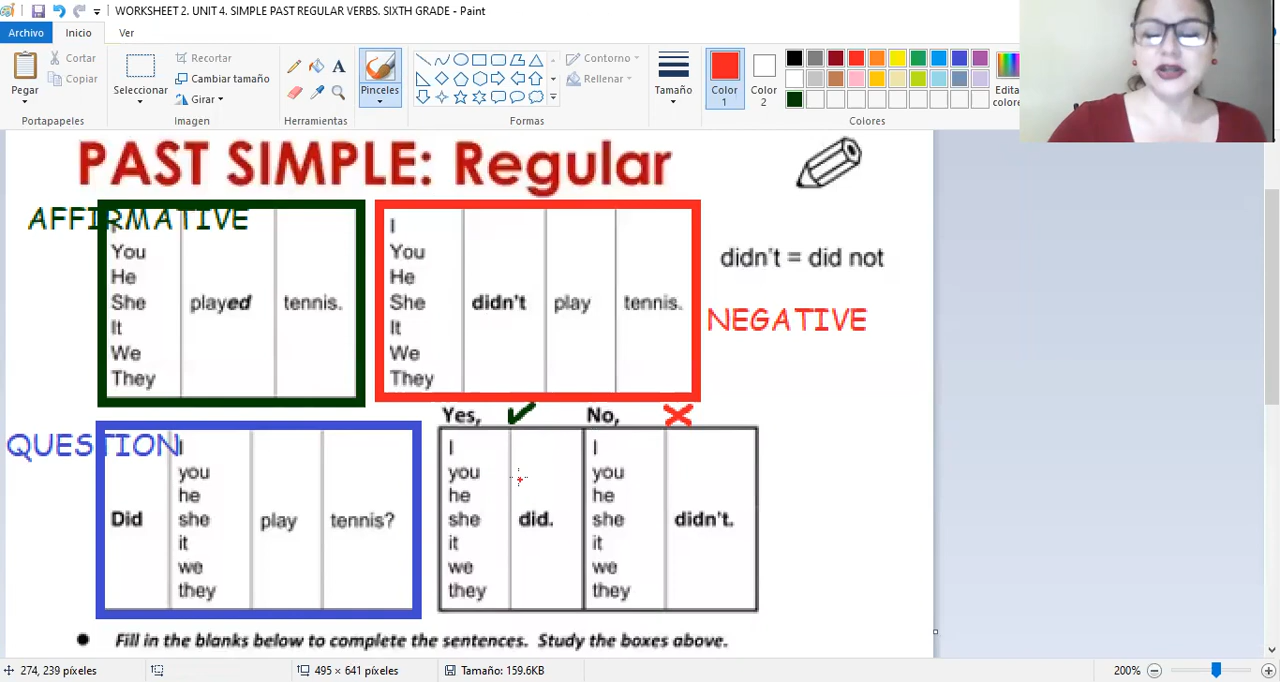 WORKSHEET 2. UNIT 4. SIMPLE PAST REGULAR VERBS. SIXTH GRADE - Paint
Archivo Inicio Ver
Pegar
Cortar
Copiar
Portapapeles
Seleccionar
Recortar
Cambiar tamaño
Girar
Imagen
A
Herramientas
Pinceles
Contorno
Rellenar
Formas
Tamaño
Color 1
Color 2
Colores
PAST SIMPLE: Regular
AFFIRMATIVE
I
You
He
She played tennis.
It
We
They
I
You
He
She didn't play tennis.
It
We
They
didn't = did not
NEGATIVE
QUESTION
I
you
he
Did she play tennis?
it
we
they
Yes, No,
I I
you you
he he
she did. she didn't.
it it
we we
they they
Fill in the blanks below to complete the sentences. Study the boxes above.
274, 239 píxeles 495 × 641 píxeles Tamaño: 159.6KB 200%